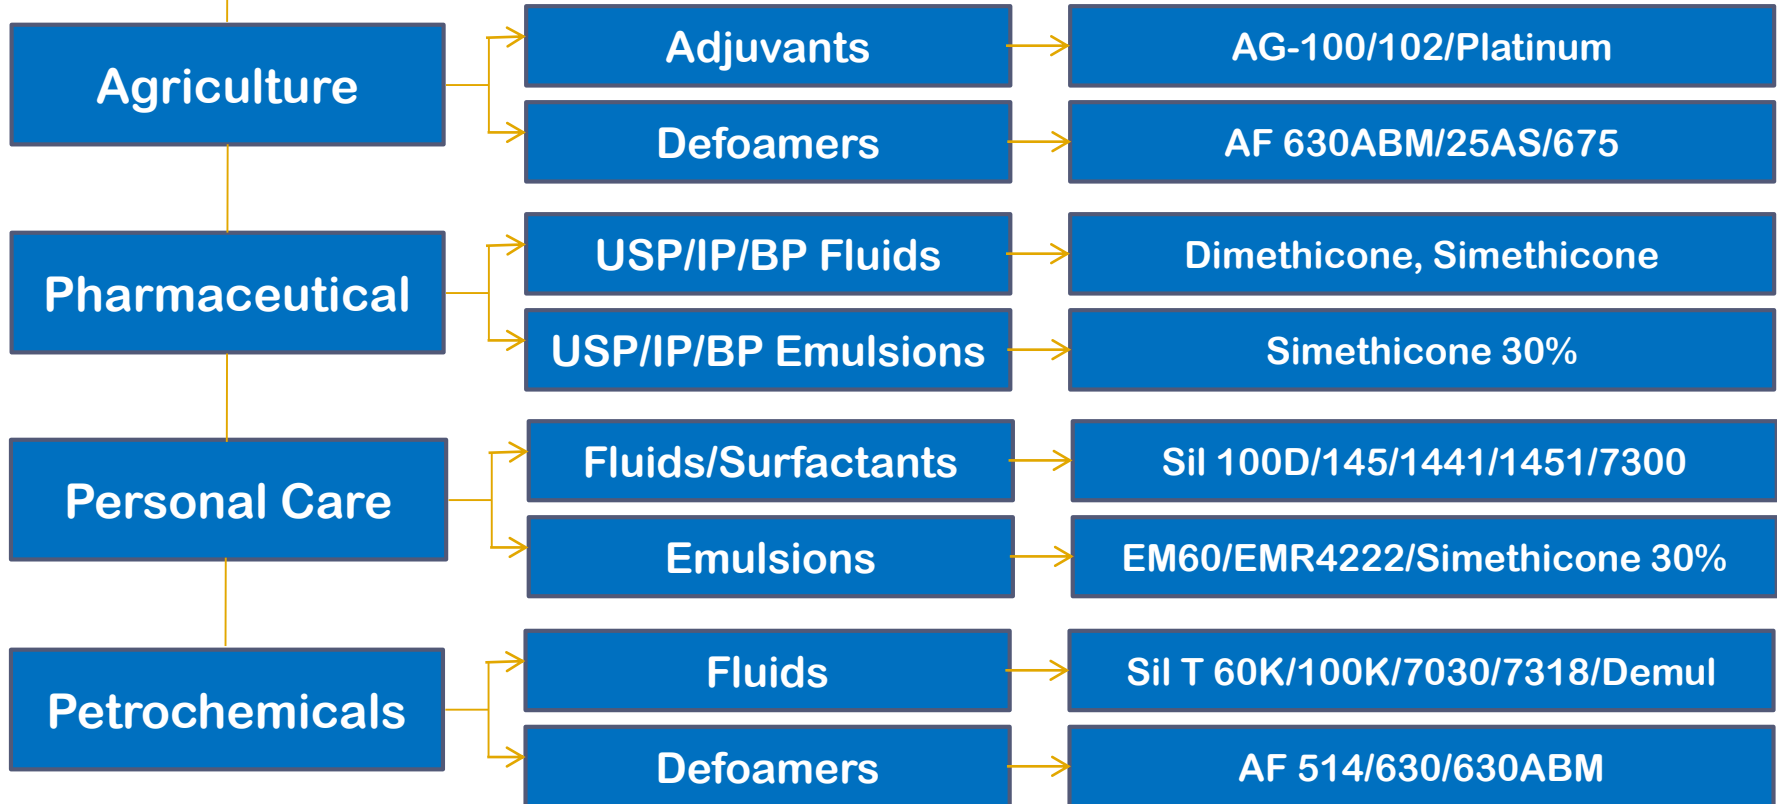 Agriculture
Adjuvants
AG-100/102/Platinum
Defoamers
AF 630ABM/25AS/675
Pharmaceutical
USP/IP/BP Fluids
Dimethicone, Simethicone
USP/IP/BP Emulsions
Simethicone 30%
Personal Care
Fluids/Surfactants
Sil 100D/145/1441/1451/7300
Emulsions
EM60/EMR4222/Simethicone 30%
Petrochemicals
Fluids
Sil T 60K/100K/7030/7318/Demul
Defoamers
AF 514/630/630ABM